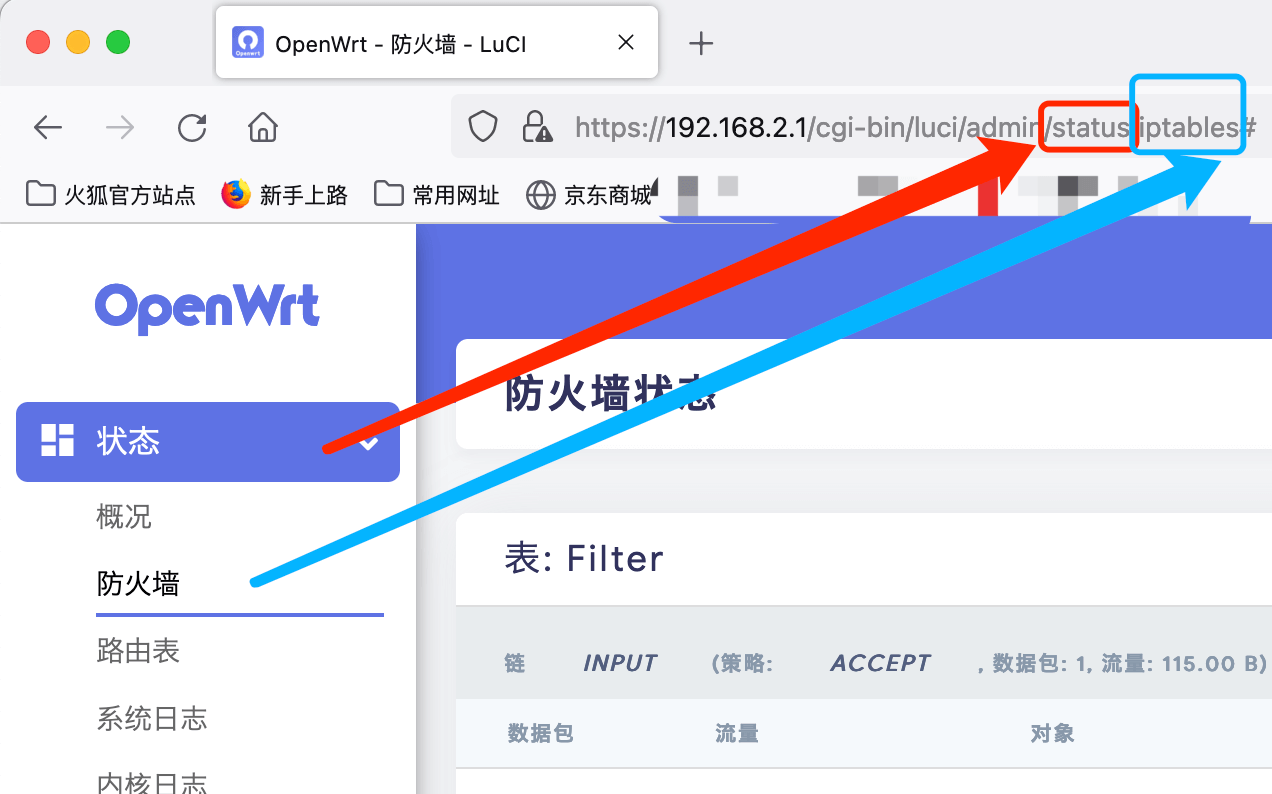 OpenWrt - 防火墙 - LuCI
https://192.168.2.1/cgi-bin/luci/admin/status/iptables#
火狐官方站点 新手上路 常用网址 京东商城
OpenWrt
防火墙状态
状态
概况
表: Filter
防火墙
路由表
链 INPUT (策略: ACCEPT , 数据包: 1, 流量: 115.00 B)
系统日志
数据包 流量 对象
内核日志